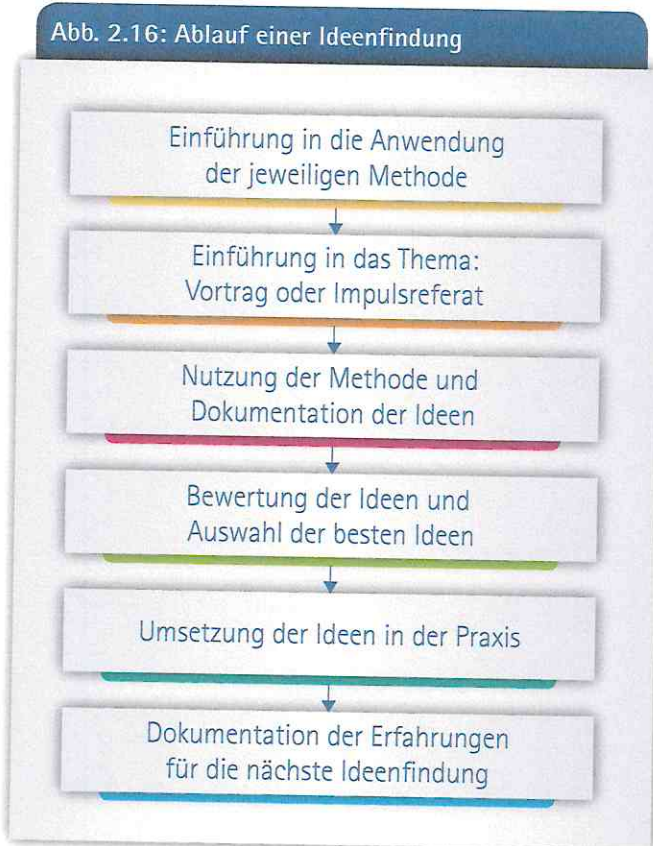 Abb. 2.16: Ablauf einer Ideenfindung
Einführung in die Anwendung
der jeweiligen Methode
Einführung in das Thema:
Vortrag oder Impulsreferat
Nutzung der Methode und
Dokumentation der Ideen
Bewertung der Ideen und
Auswahl der besten Ideen
Umsetzung der Ideen in der Praxis
Dokumentation der Erfahrungen
für die nächste Ideenfindung